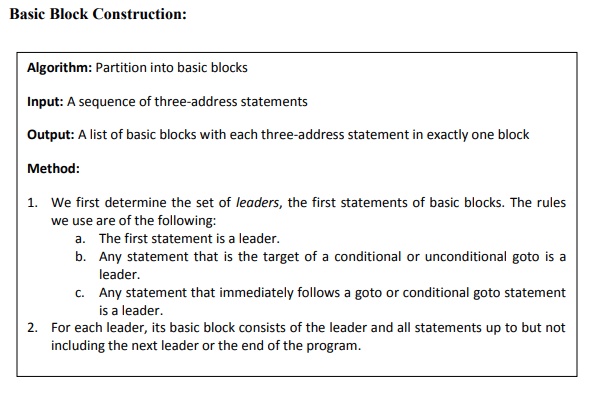 Basic Block Construction:
Algorithm: Partition into basic blocks
Input: A sequence of three-address statements
Output: A list of basic blocks with each three-address statement in exactly one block
Method:
1. We first determine the set of leaders, the first statements of basic blocks. The rules
we use are of the following:
a. The first statement is a leader.
b. Any statement that is the target of a conditional or unconditional goto is a
leader.
c. Any statement that immediately follows a goto or conditional goto statement
is a leader.
2. For each leader, its basic block consists of the leader and all statements up to but not
including the next leader or the end of the program.